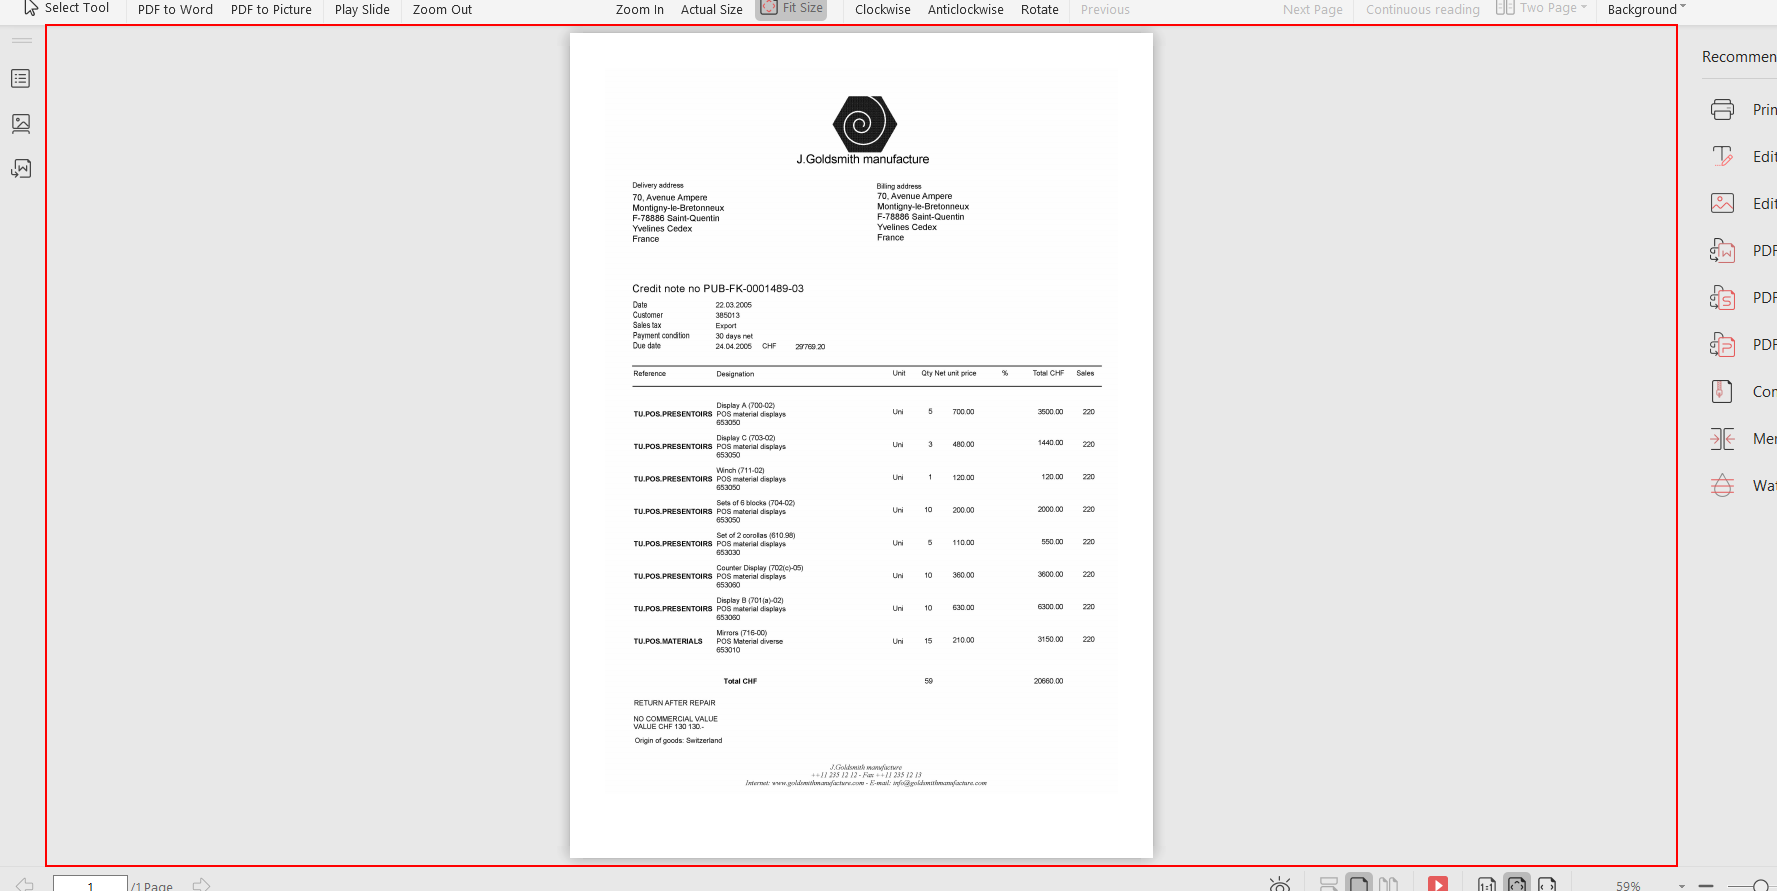 Select Tool PDF to Word PDF to Picture Play Slide Zoom Out Zoom In Actual Size Fit Size Clockwise Anticlockwise Rotate Previous Next Page Continuous reading Two Page Background
Recommen
Prin
Edit
Edit
PDF
PDF
PDF
Con
Mer
Wat
J.Goldsmith manufacture
Delivery address
70, Avenue Ampere
Montigny-le-Bretonneux
F-78886 Saint-Quentin
Yvelines Cedex
France
Billing address
70, Avenue Ampere
Montigny-le-Bretonneux
F-78886 Saint-Quentin
Yvelines Cedex
France
Credit note no PUB-FK-0001489-03
Date 22.03.2005
Customer 385013
Sales tax Export
Payment condition 30 days net
Due date 24.04.2005 CHF 29769.20
Reference Designation Unit Qty Net unit price % Total CHF Sales
Display A (700-02)
TU.POS.PRESENTOIRS POS material displays Uni 5 700.00 3500.00 220
653050
Display C (703-02)
TU.POS.PRESENTOIRS POS material displays Uni 3 480.00 1440.00 220
653050
Winch (711-02)
TU.POS.PRESENTOIRS POS material displays Uni 1 120.00 120.00 220
653050
Sets of 6 blocks (704-02)
TU.POS.PRESENTOIRS POS material displays Uni 10 200.00 2000.00 220
653050
Set of 2 corollas (610.98)
TU.POS.PRESENTOIRS POS material displays Uni 5 110.00 550.00 220
653030
Counter Display (702(c)-05)
TU.POS.PRESENTOIRS POS material displays Uni 10 360.00 3600.00 220
653060
Display B (701(a)-02)
TU.POS.PRESENTOIRS POS material displays Uni 10 630.00 6300.00 220
653060
Mirrors (716-00)
TU.POS.MATERIALS POS Material diverse Uni 15 210.00 3150.00 220
653010
Total CHF 59 20660.00
RETURN AFTER REPAIR
NO COMMERCIAL VALUE
VALUE CHF 130 130.-
Origin of goods: Switzerland
J.Goldsmith manufacture
++11 235 12 12 - Fax ++11 235 12 13
Internet: www.goldsmithmanufacture.com - E-mail: info@goldsmithmanufacture.com
1 /1 Page 1:1 59%